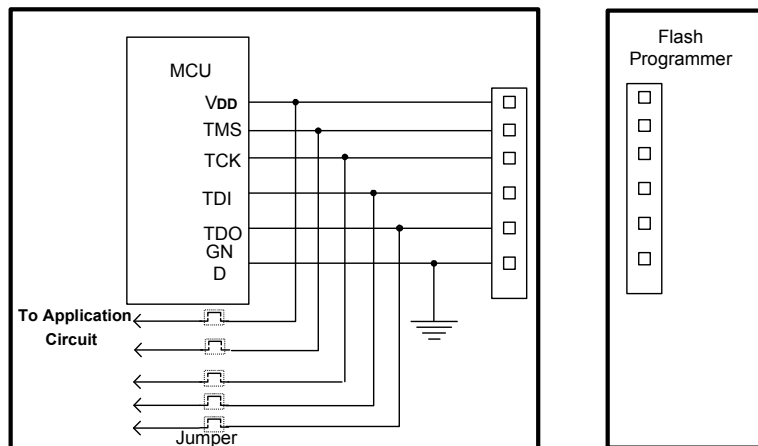 MCU
VDD
TMS
TCK
TDI
TDO
GN
D
To Application
Circuit
Jumper
Flash
Programmer